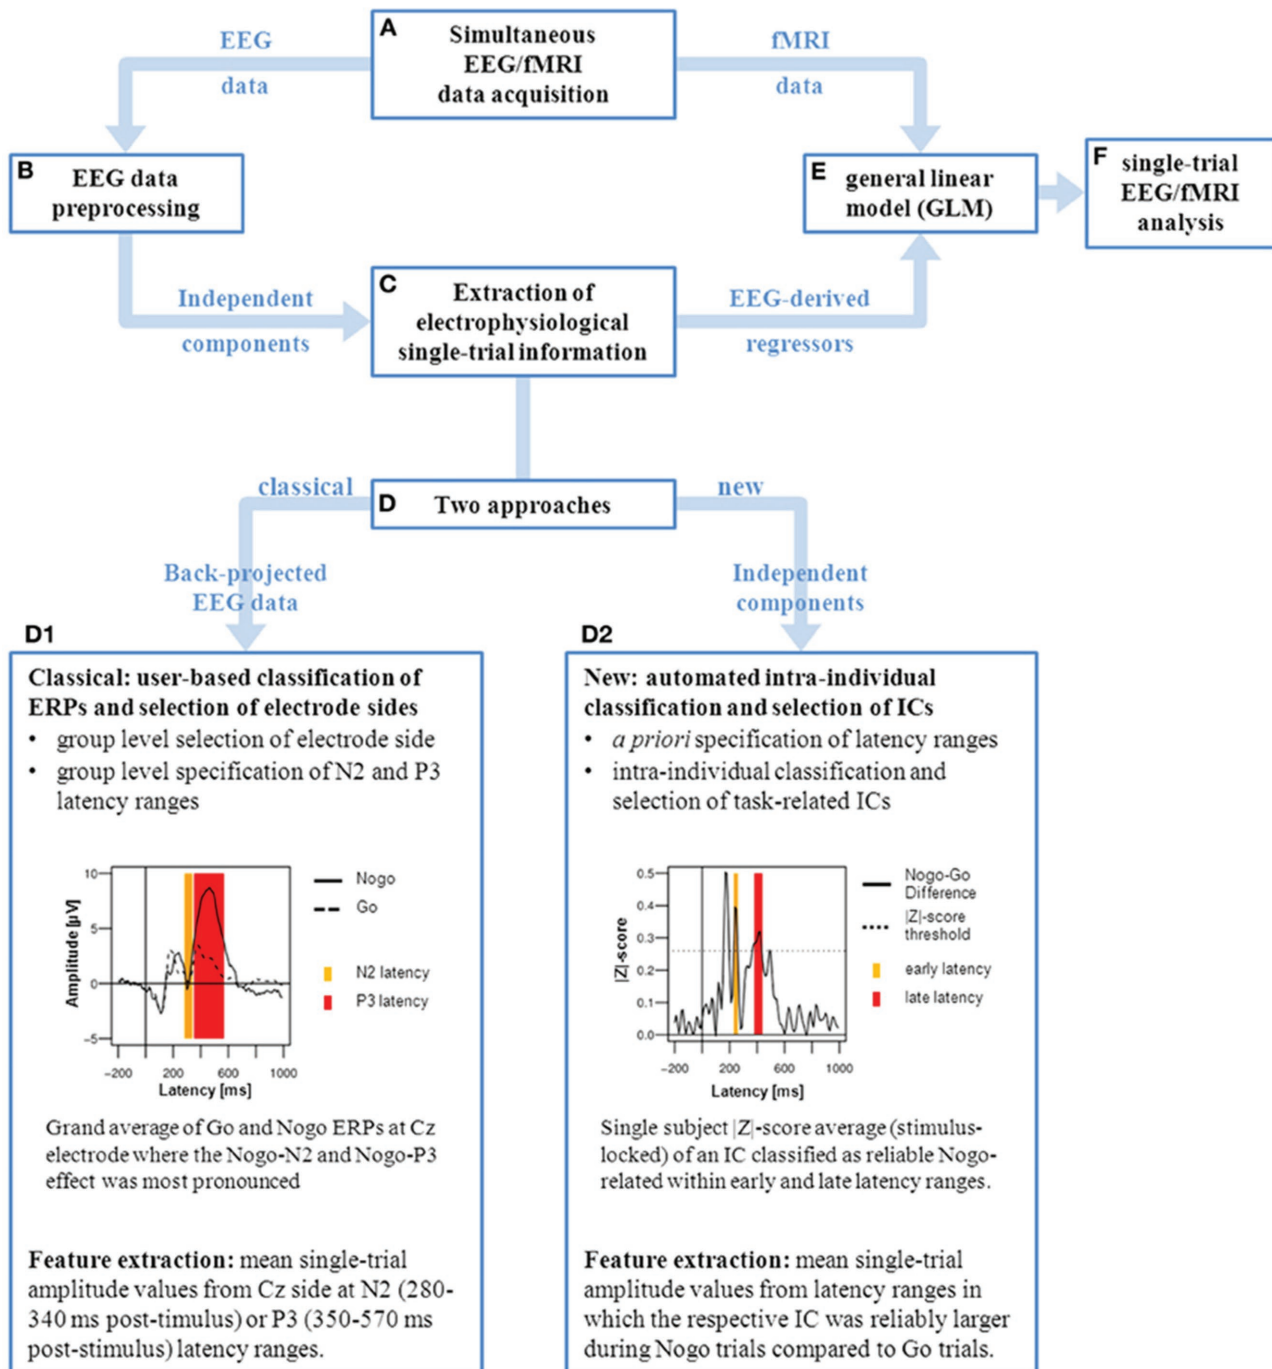 A
Simultaneous
EEG/fMRI
data acquisition
EEG
data
fMRI
data
B
EEG data
preprocessing
E
general linear
model (GLM)
F
single-trial
EEG/fMRI
analysis
Independent
components
C
Extraction of
electrophysiological
single-trial information
EEG-derived
regressors
classical
D
Two approaches
new
Back-projected
EEG data
Independent
components
D1
Classical: user-based classification of
ERPs and selection of electrode sides
• group level selection of electrode side
• group level specification of N2 and P3
latency ranges
10
5
0
−5
Amplitude [µV]
−200
200
600
1000
Latency [ms]
Nogo
Go
N2 latency
P3 latency
Grand average of Go and Nogo ERPs at Cz
electrode where the Nogo-N2 and Nogo-P3
effect was most pronounced
Feature extraction: mean single-trial
amplitude values from Cz side at N2 (280-
340 ms post-timulus) or P3 (350-570 ms
post-stimulus) latency ranges.
D2
New: automated intra-individual
classification and selection of ICs
• a priori specification of latency ranges
• intra-individual classification and
selection of task-related ICs
0.5
0.4
0.3
0.2
0.1
0.0
|Z|-score
−200
200
600
1000
Latency [ms]
Nogo-Go
Difference
|Z|-score
threshold
early latency
late latency
Single subject |Z|-score average (stimulus-
locked) of an IC classified as reliable Nogo-
related within early and late latency ranges.
Feature extraction: mean single-trial
amplitude values from latency ranges in
which the respective IC was reliably larger
during Nogo trials compared to Go trials.